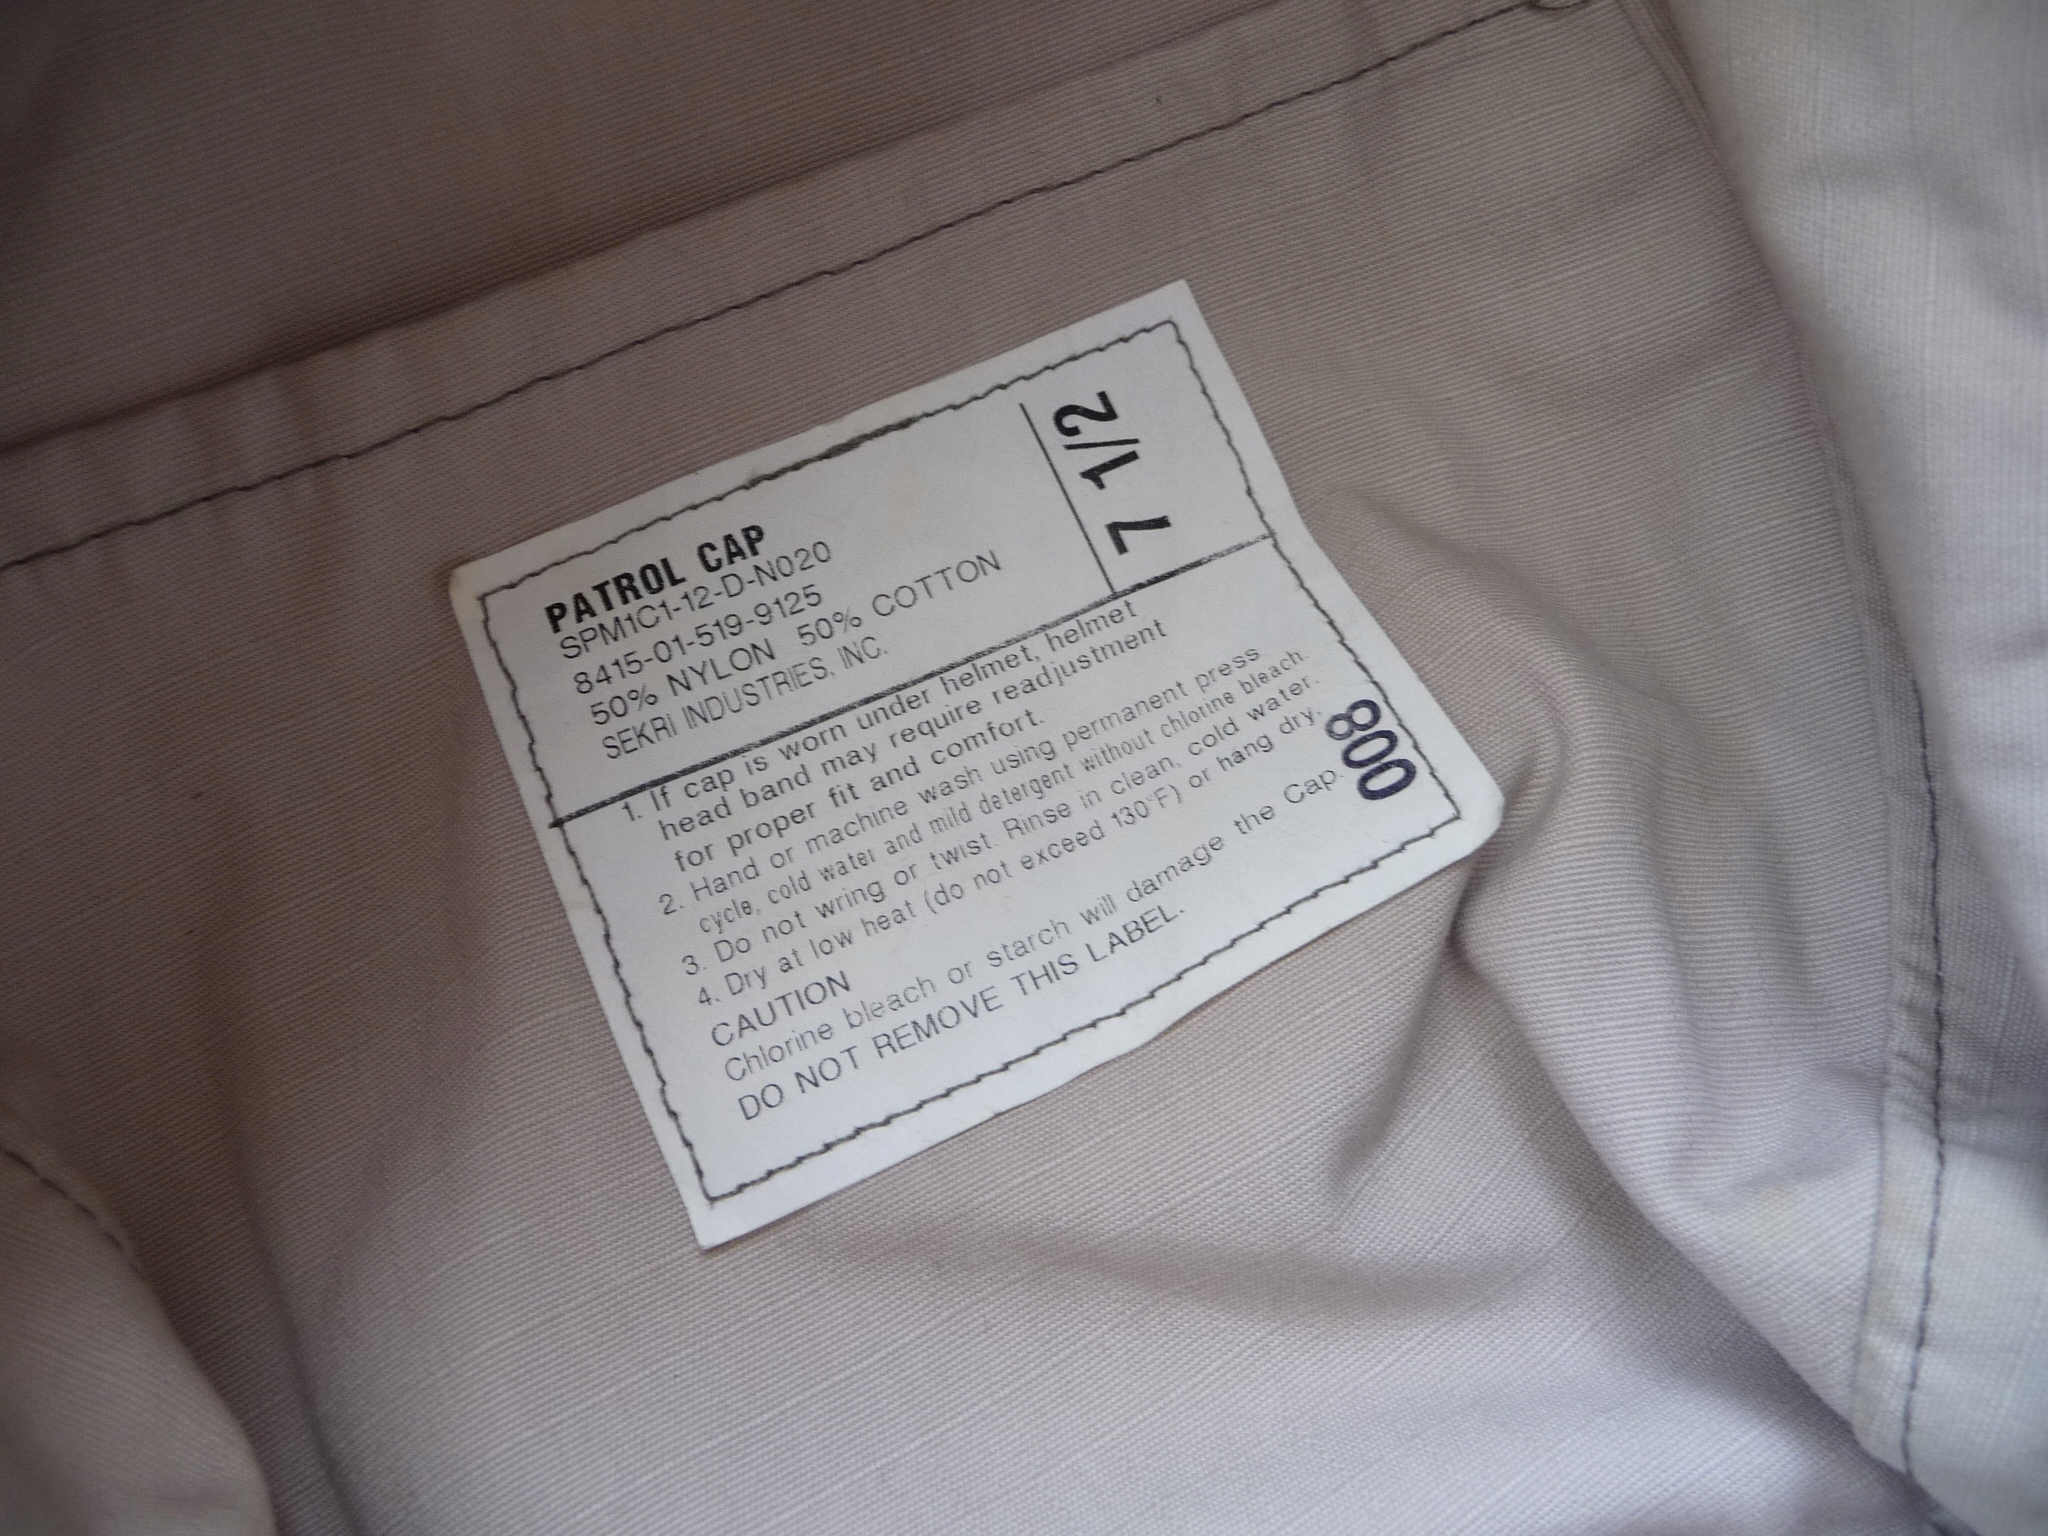 PATROL CAP
SPM1C1-12-D-N020
8415-01-519-9125
50% NYLON 50% COTTON
SEKRI INDUSTRIES, INC.
7 1/2
1. If cap is worn under helmet, helmet
head band may require readjustment
for proper fit and comfort.
2. Hand or machine wash using permanent press
cycle, cold water and mild detergent without chlorine bleach.
3. Do not wring or twist. Rinse in clean, cold water.
4. Dry at low heat (do not exceed 130°F) or hang dry.
CAUTION
Chlorine bleach or starch will damage the Cap.
DO NOT REMOVE THIS LABEL.
008